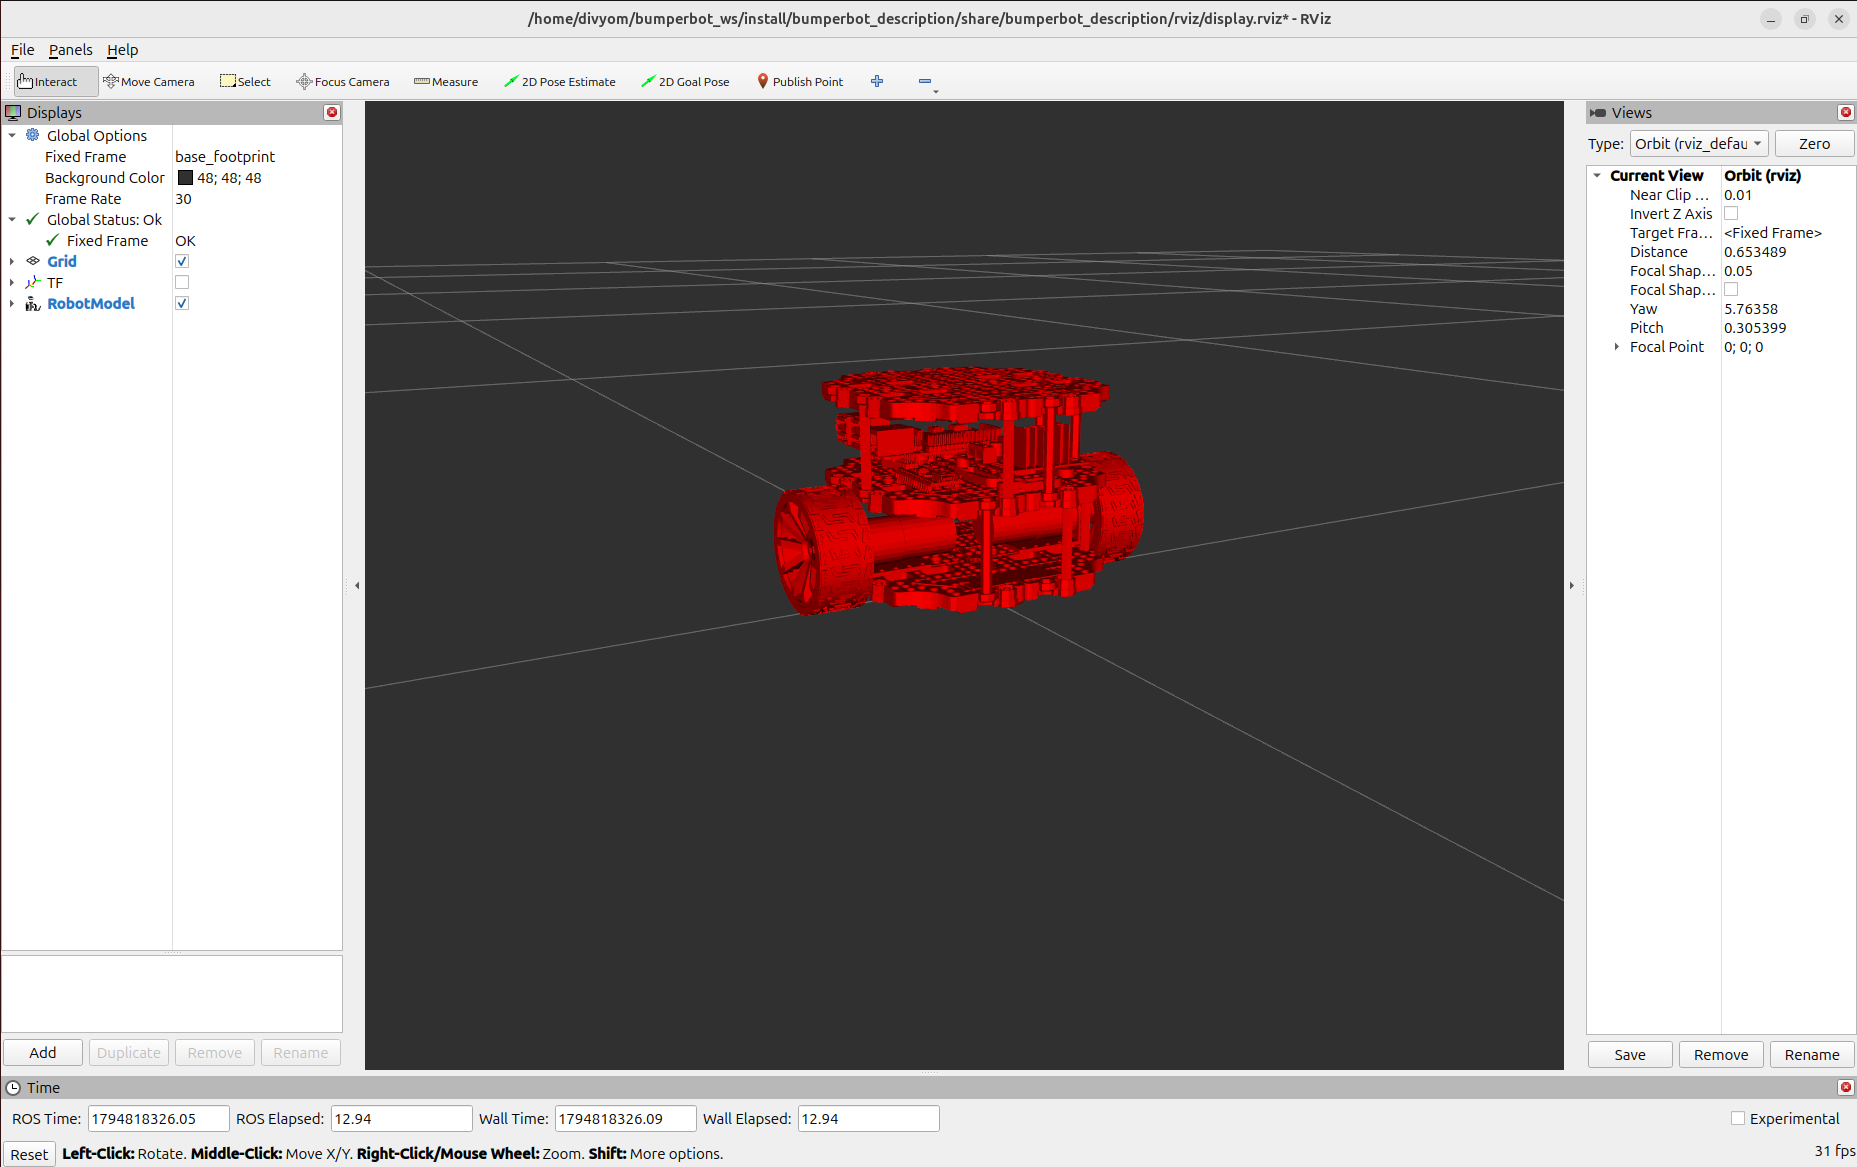 /home/divyom/bumperbot_ws/install/bumperbot_description/share/bumperbot_description/rviz/display.rviz* - RViz
File Panels Help
Interact Move Camera Select Focus Camera Measure 2D Pose Estimate 2D Goal Pose Publish Point
Displays
Global Options
Fixed Frame base_footprint
Background Color 48; 48; 48
Frame Rate 30
Global Status: Ok
Fixed Frame OK
Grid
TF
RobotModel
Add Duplicate Remove Rename
Views
Type: Orbit (rviz_defau Zero
Current View Orbit (rviz)
Near Clip ... 0.01
Invert Z Axis
Target Fra... <Fixed Frame>
Distance 0.653489
Focal Shap... 0.05
Focal Shap...
Yaw 5.76358
Pitch 0.305399
Focal Point 0; 0; 0
Save Remove Rename
Time
ROS Time: 1794818326.05 ROS Elapsed: 12.94 Wall Time: 1794818326.09 Wall Elapsed: 12.94 Experimental
Reset Left-Click: Rotate. Middle-Click: Move X/Y. Right-Click/Mouse Wheel: Zoom. Shift: More options. 31 fps